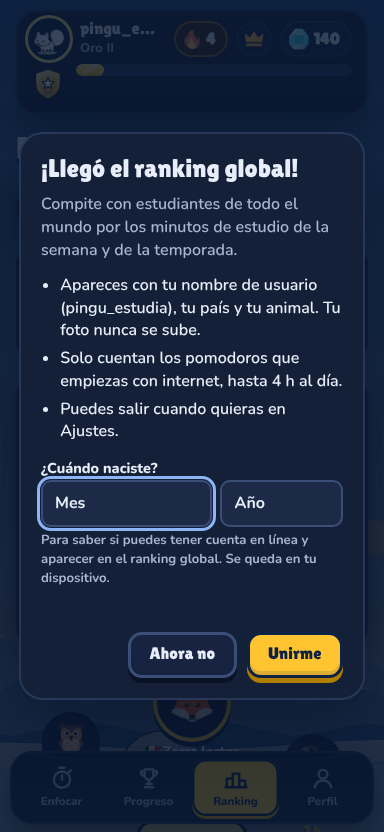 pingu_e...
Oro II
4
140
¡Llegó el ranking global!
Compite con estudiantes de todo el
mundo por los minutos de estudio de la
semana y de la temporada.
• Apareces con tu nombre de usuario
(pingu_estudia), tu país y tu animal. Tu
foto nunca se sube.
• Solo cuentan los pomodoros que
empiezas con internet, hasta 4 h al día.
• Puedes salir cuando quieras en
Ajustes.
¿Cuándo naciste?
Mes
Año
Para saber si puedes tener cuenta en línea y
aparecer en el ranking global. Se queda en tu
dispositivo.
Ahora no
Unirme
Enfocar
Progreso
Ranking
Perfil